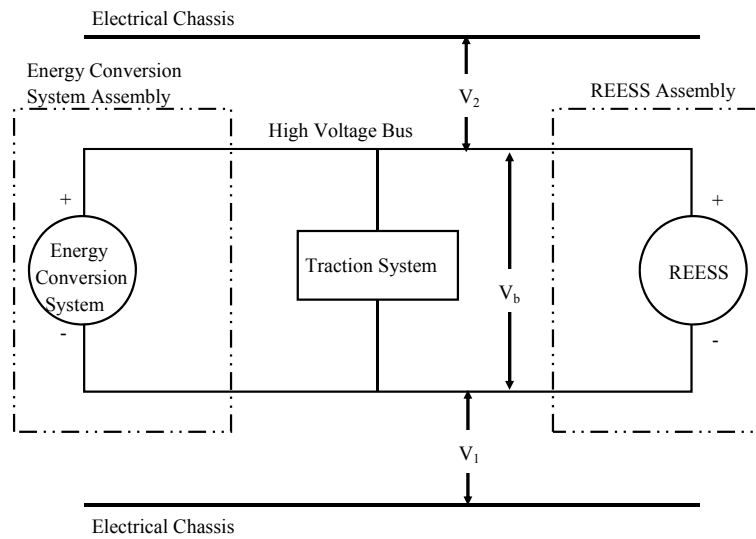 Electrical Chassis
Energy Conversion
System Assembly
V2
REESS Assembly
High Voltage Bus
+
+
Energy
Conversion
System
Traction System
Vb
REESS
-
-
V1
Electrical Chassis